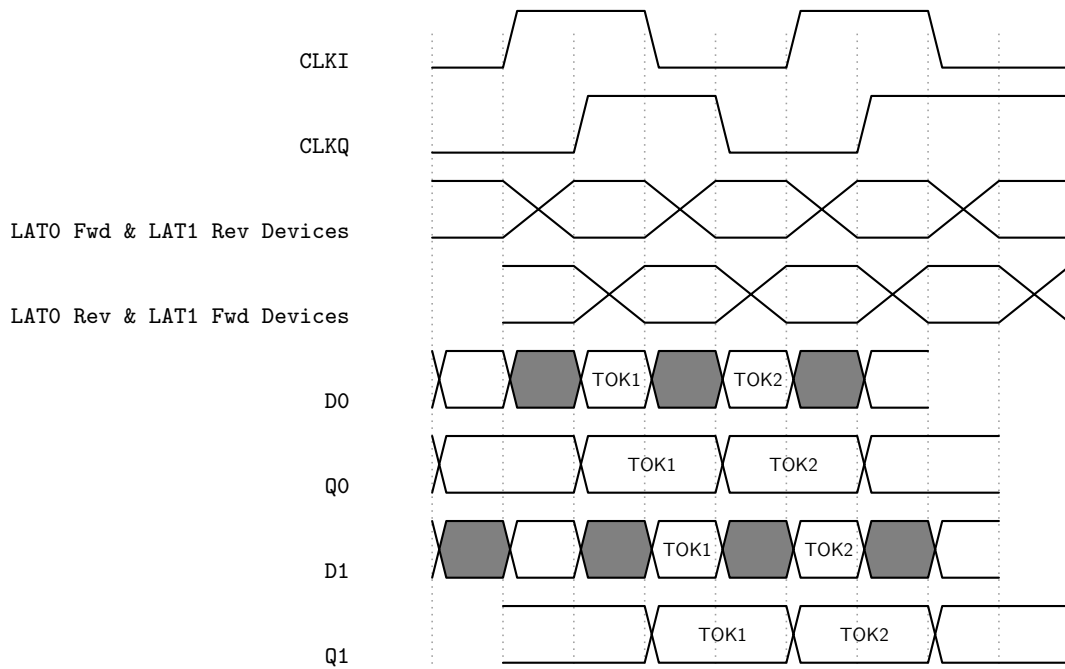 CLKI
CLKQ
LAT0 Fwd & LAT1 Rev Devices
LAT0 Rev & LAT1 Fwd Devices
D0 TOK1 TOK2
Q0 TOK1 TOK2
D1 TOK1 TOK2
Q1 TOK1 TOK2